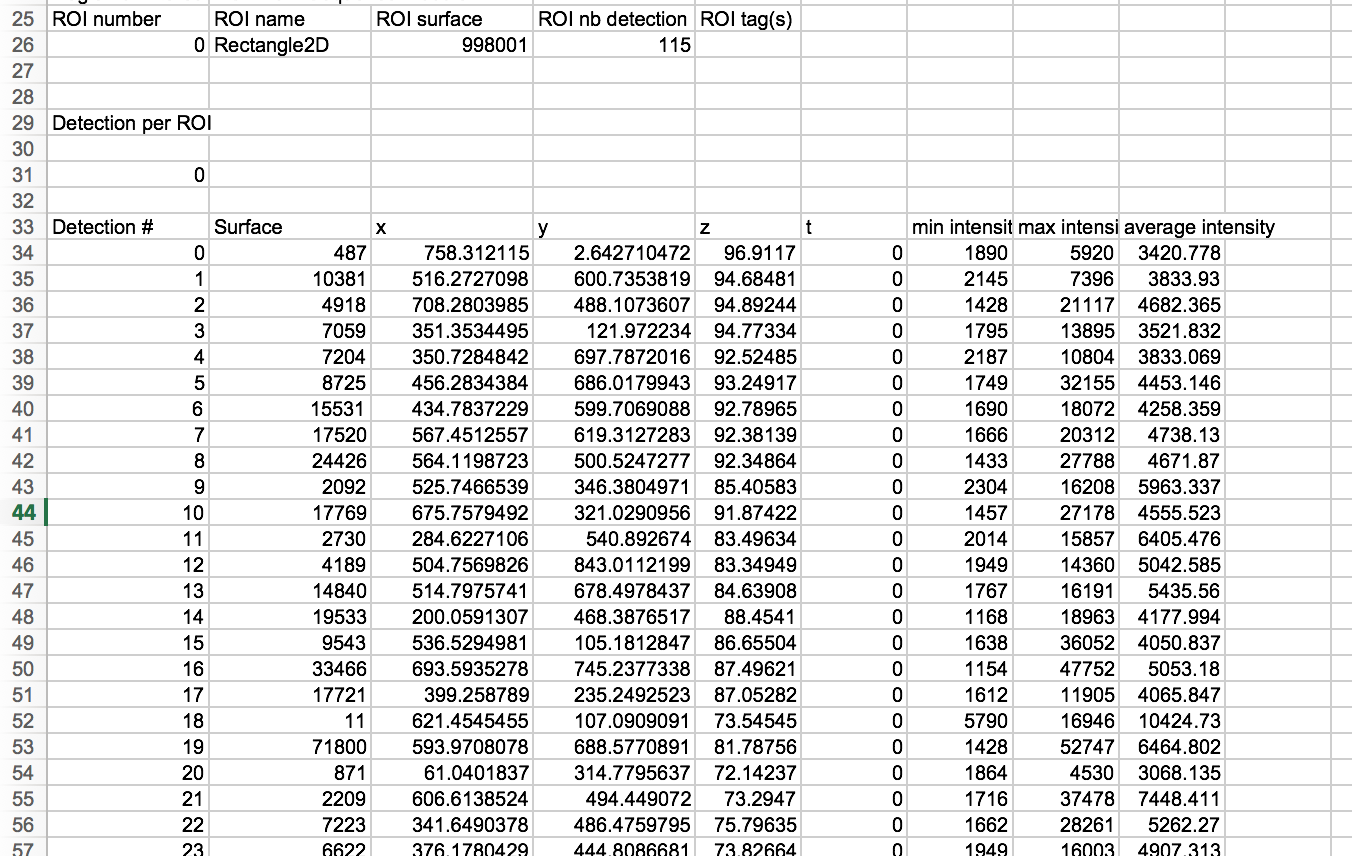 25 ROI number ROI name ROI surface ROI nb detection ROI tag(s)
26 0 Rectangle2D 998001 115
27
28
29 Detection per ROI
30
31 0
32
33 Detection # Surface x y z t min intensit max intensi average intensity
34 0 487 758.312115 2.642710472 96.9117 0 1890 5920 3420.778
35 1 10381 516.2727098 600.7353819 94.68481 0 2145 7396 3833.93
36 2 4918 708.2803985 488.1073607 94.89244 0 1428 21117 4682.365
37 3 7059 351.3534495 121.972234 94.77334 0 1795 13895 3521.832
38 4 7204 350.7284842 697.7872016 92.52485 0 2187 10804 3833.069
39 5 8725 456.2834384 686.0179943 93.24917 0 1749 32155 4453.146
40 6 15531 434.7837229 599.7069088 92.78965 0 1690 18072 4258.359
41 7 17520 567.4512557 619.3127283 92.38139 0 1666 20312 4738.13
42 8 24426 564.1198723 500.5247277 92.34864 0 1433 27788 4671.87
43 9 2092 525.7466539 346.3804971 85.40583 0 2304 16208 5963.337
44 10 17769 675.7579492 321.0290956 91.87422 0 1457 27178 4555.523
45 11 2730 284.6227106 540.892674 83.49634 0 2014 15857 6405.476
46 12 4189 504.7569826 843.0112199 83.34949 0 1949 14360 5042.585
47 13 14840 514.7975741 678.4978437 84.63908 0 1767 16191 5435.56
48 14 19533 200.0591307 468.3876517 88.4541 0 1168 18963 4177.994
49 15 9543 536.5294981 105.1812847 86.65504 0 1638 36052 4050.837
50 16 33466 693.5935278 745.2377338 87.49621 0 1154 47752 5053.18
51 17 17721 399.258789 235.2492523 87.05282 0 1612 11905 4065.847
52 18 11 621.4545455 107.0909091 73.54545 0 5790 16946 10424.73
53 19 71800 593.9708078 688.5770891 81.78756 0 1428 52747 6464.802
54 20 871 61.0401837 314.7795637 72.14237 0 1864 4530 3068.135
55 21 2209 606.6138524 494.449072 73.2947 0 1716 37478 7448.411
56 22 7223 341.6490378 486.4759795 75.79635 0 1662 28261 5262.27
57 23 6622 376.1780429 444.8086681 73.82664 0 1949 16003 4907.313